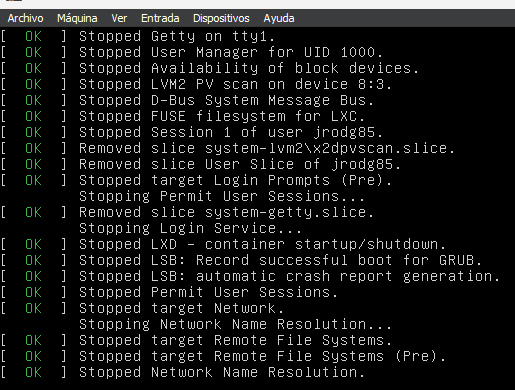 Archivo Máquina Ver Entrada Dispositivos Ayuda
[  OK  ] Stopped Getty on tty1.
[  OK  ] Stopped User Manager for UID 1000.
[  OK  ] Stopped Availability of block devices.
[  OK  ] Stopped LVM2 PV scan on device 8:3.
[  OK  ] Stopped D-Bus System Message Bus.
[  OK  ] Stopped FUSE filesystem for LXC.
[  OK  ] Stopped Session 1 of user jrodg85.
[  OK  ] Removed slice system-lvm2\x2dpvscan.slice.
[  OK  ] Removed slice User Slice of jrodg85.
[  OK  ] Stopped target Login Prompts (Pre).
         Stopping Permit User Sessions...
[  OK  ] Removed slice system-getty.slice.
         Stopping Login Service...
[  OK  ] Stopped LXD - container startup/shutdown.
[  OK  ] Stopped LSB: Record successful boot for GRUB.
[  OK  ] Stopped LSB: automatic crash report generation.
[  OK  ] Stopped Permit User Sessions.
[  OK  ] Stopped target Network.
         Stopping Network Name Resolution...
[  OK  ] Stopped target Remote File Systems.
[  OK  ] Stopped target Remote File Systems (Pre).
[  OK  ] Stopped Network Name Resolution.